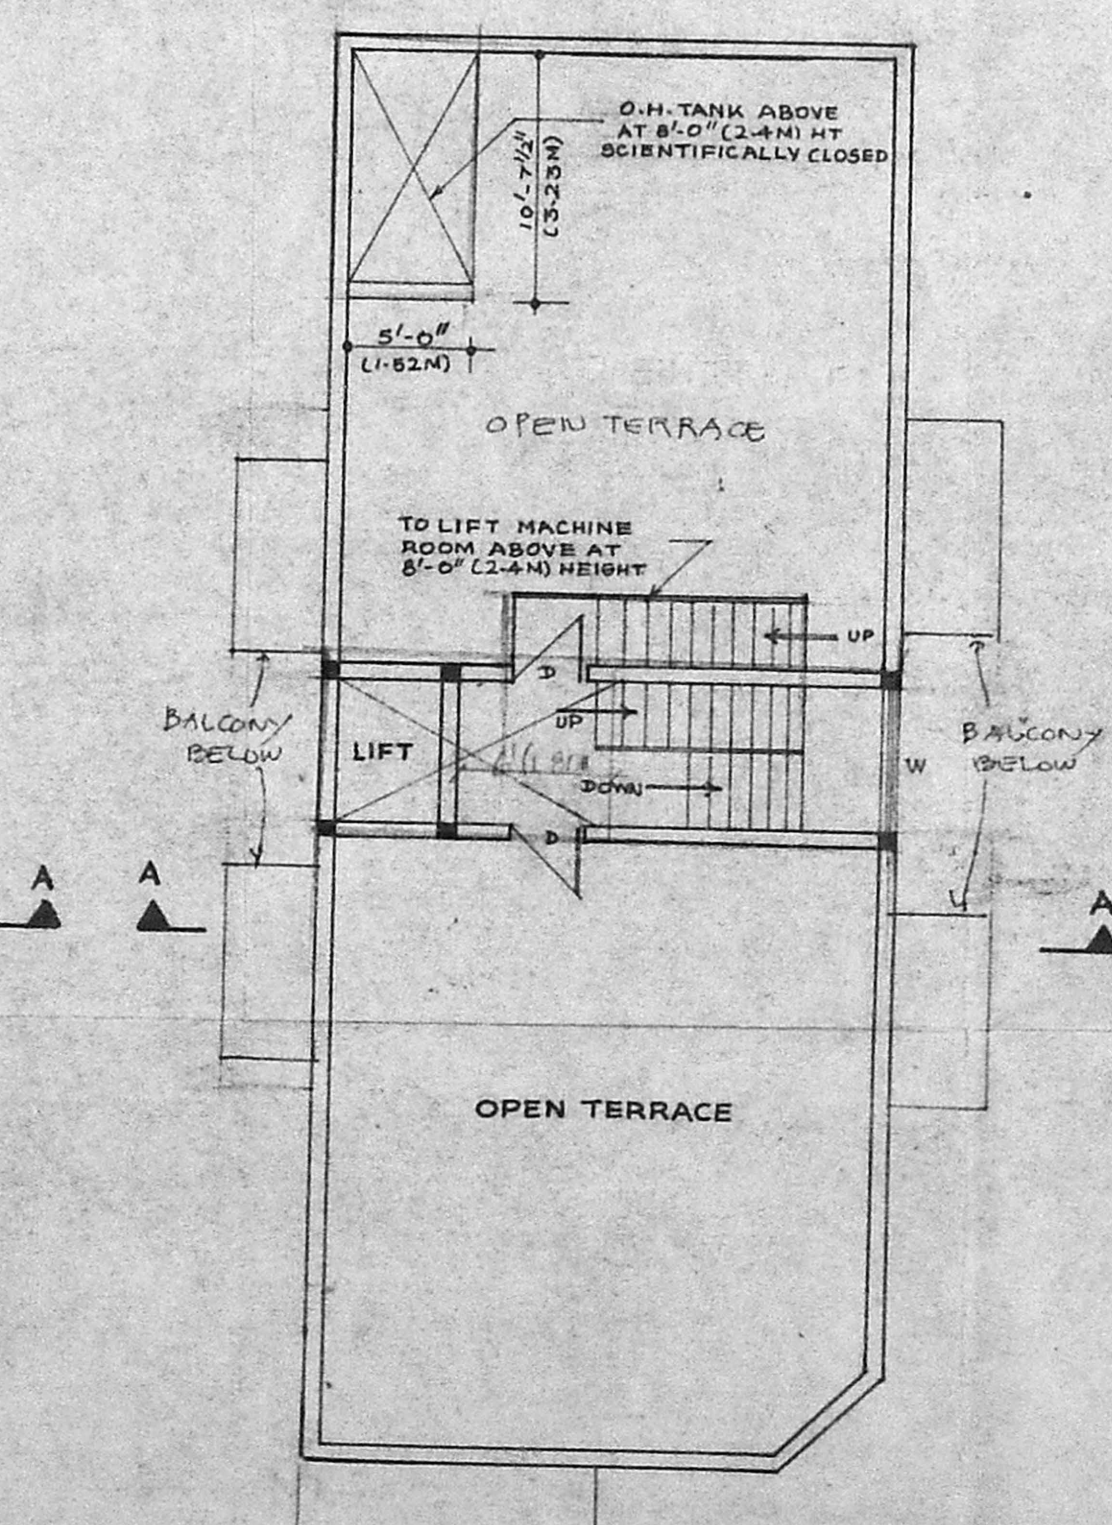 O.H. TANK ABOVE
AT 8'-0" (2.4M) HT
SCIENTIFICALLY CLOSED
10'-7 1/2"
(3.23M)
5'-0"
(1.52M)
OPEN TERRACE
TO LIFT MACHINE
ROOM ABOVE AT
8'-0" (2.4M) HEIGHT
UP
D
UP
BALCONY
BELOW
LIFT
BALCONY
BELOW
W
DOWN
D
A
A
A
OPEN TERRACE